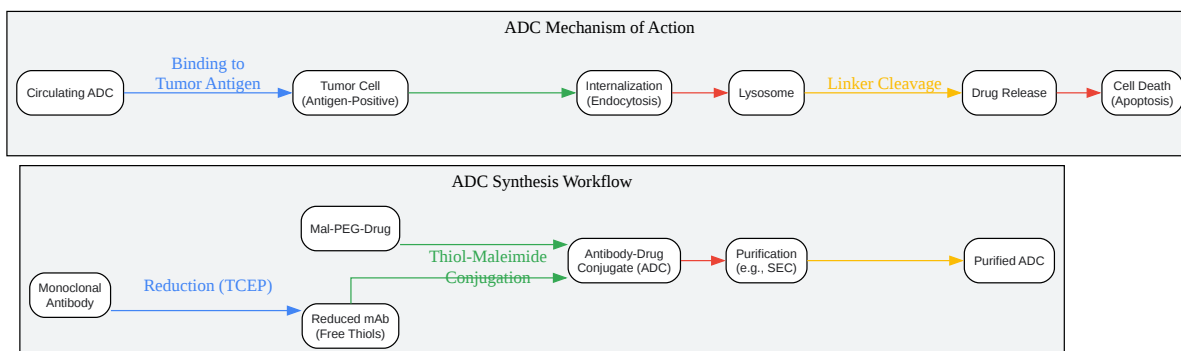 ADC Mechanism of Action
Circulating ADC
Binding to
Tumor Antigen
Tumor Cell
(Antigen-Positive)
Internalization
(Endocytosis)
Lysosome
Linker Cleavage
Drug Release
Cell Death
(Apoptosis)
ADC Synthesis Workflow
Mal-PEG-Drug
Monoclonal
Antibody
Reduction (TCEP)
Reduced mAb
(Free Thiols)
Thiol-Maleimide
Conjugation
Antibody-Drug
Conjugate (ADC)
Purification
(e.g., SEC)
Purified ADC